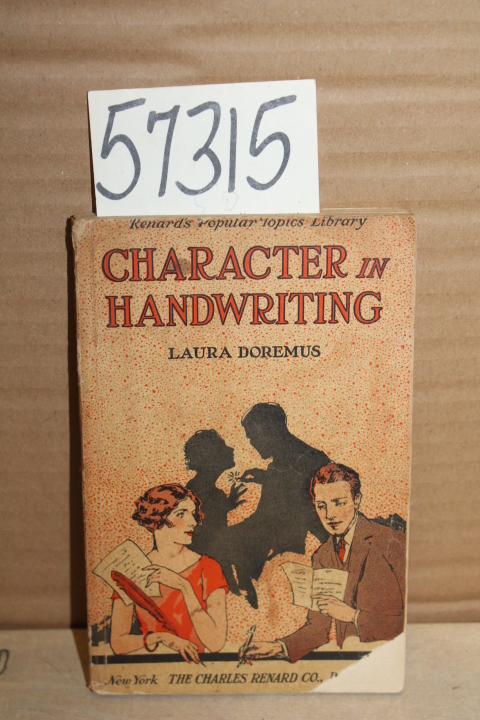 57315
Renard's Popular Topics Library
CHARACTER IN
HANDWRITING
LAURA DOREMUS
New York THE CHARLES RENARD CO.,